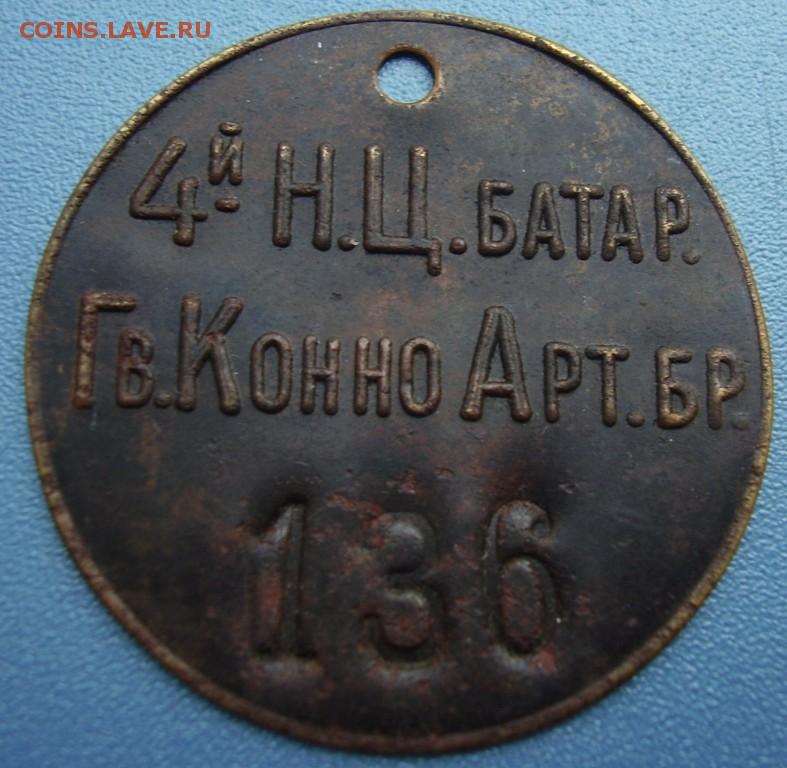 COINS.LAVE.RU
4й Н.Ц. БАТАР.
Гв. Конно Арт. БР.
136